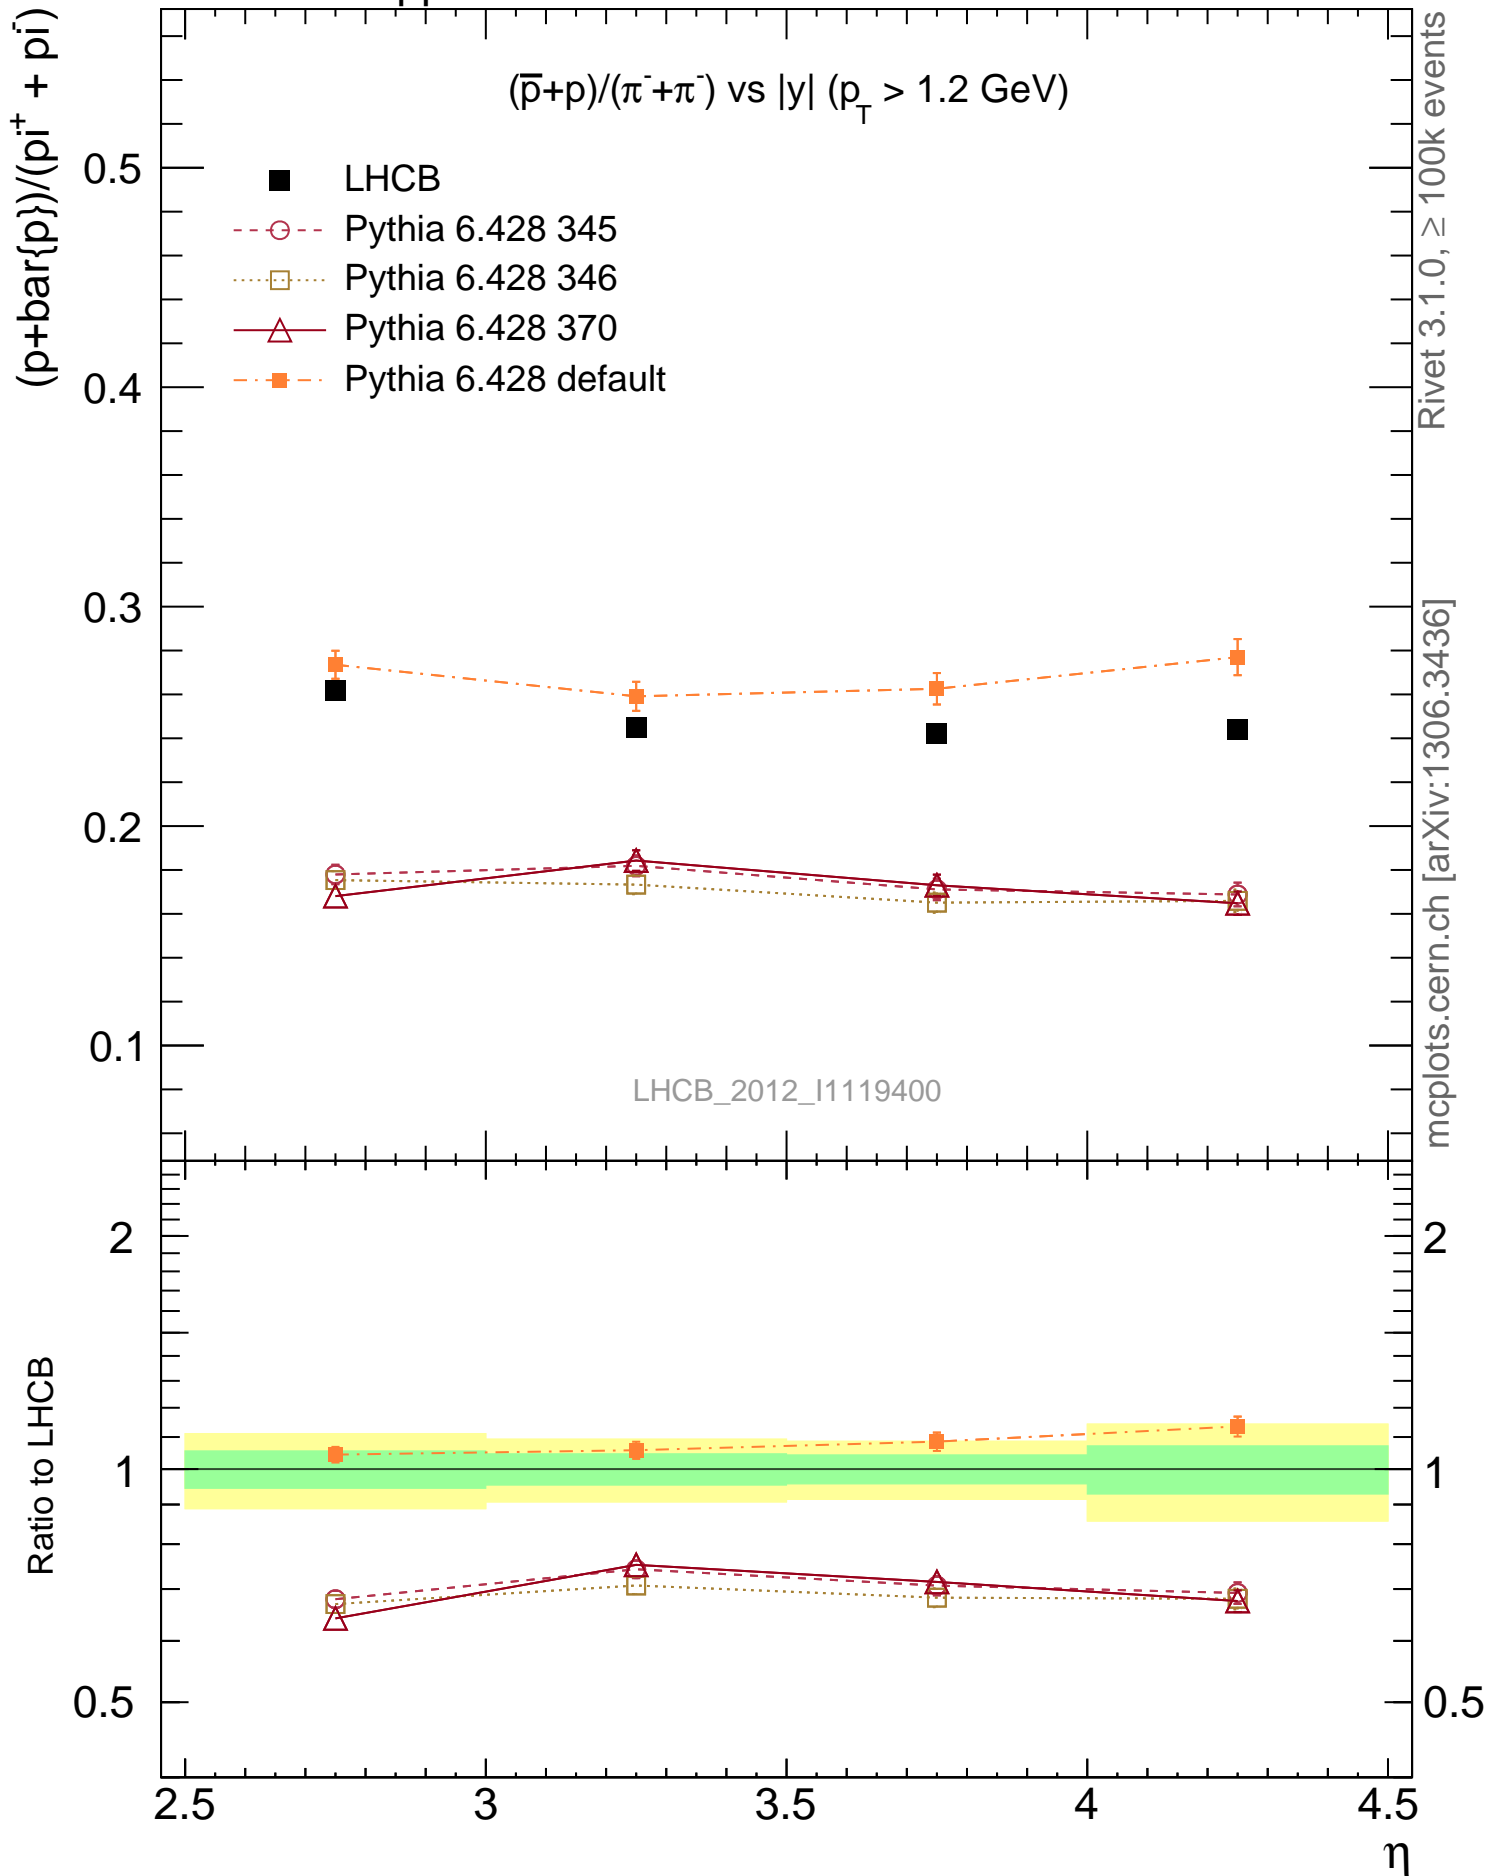 (p̅+p)/(π⁻+π⁻) vs |y| (p_T > 1.2 GeV)
(p+bar{p})/(pi⁺ + pi⁻)
LHCB
Pythia 6.428 345
Pythia 6.428 346
Pythia 6.428 370
Pythia 6.428 default
0.5
0.4
0.3
0.2
0.1
LHCB_2012_I1119400
Rivet 3.1.0, ≥ 100k events
mcplots.cern.ch [arXiv:1306.3436]
Ratio to LHCB
2
1
0.5
2
1
0.5
2.5 3 3.5 4 4.5
η